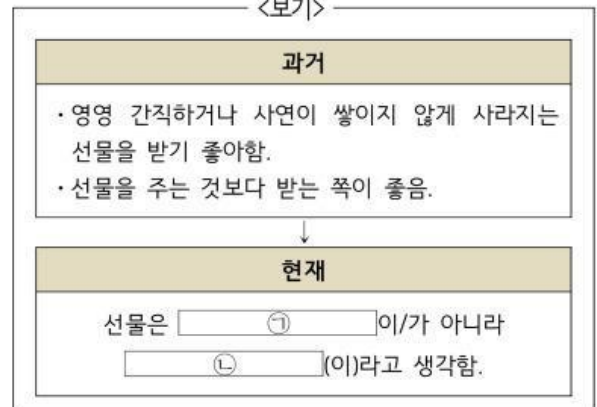 <보기>
과거
· 영영 간직하거나 사연이 쌓이지 않게 사라지는
선물을 받기 좋아함.
· 선물을 주는 것보다 받는 쪽이 좋음.
↓
현재
선물은 ㉠ 이/가 아니라
㉡ (이)라고 생각함.